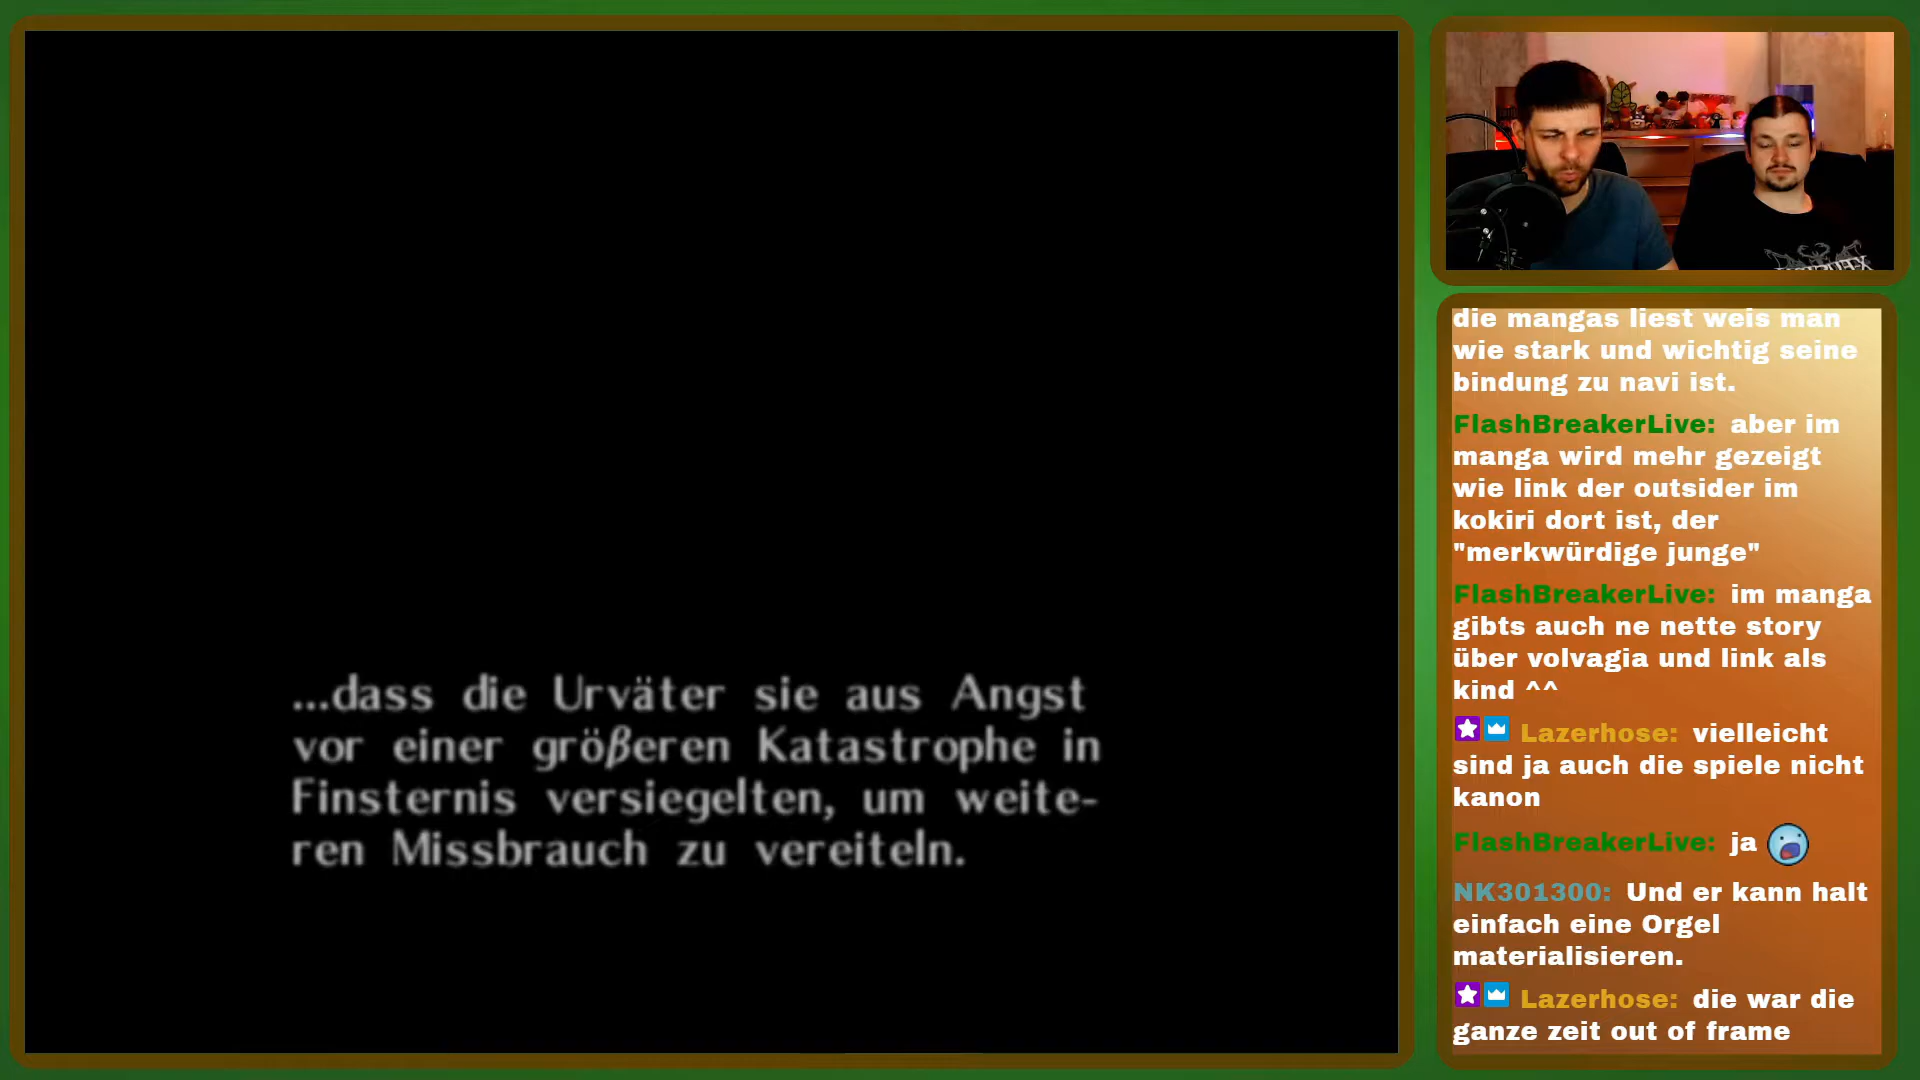 ...dass die Urväter sie aus Angst
vor einer größeren Katastrophe in
Finsternis versiegelten, um weite-
ren Missbrauch zu vereiteln.
die mangas liest weis man
wie stark und wichtig seine
bindung zu navi ist.
FlashBreakerLive: aber im
manga wird mehr gezeigt
wie link der outsider im
kokiri dort ist, der
"merkwürdige junge"
FlashBreakerLive: im manga
gibts auch ne nette story
über volvagia und link als
kind ^^
Lazerhose: vielleicht
sind ja auch die spiele nicht
kanon
FlashBreakerLive: ja
NK301300: Und er kann halt
einfach eine Orgel
materialisieren.
Lazerhose: die war die
ganze zeit out of frame